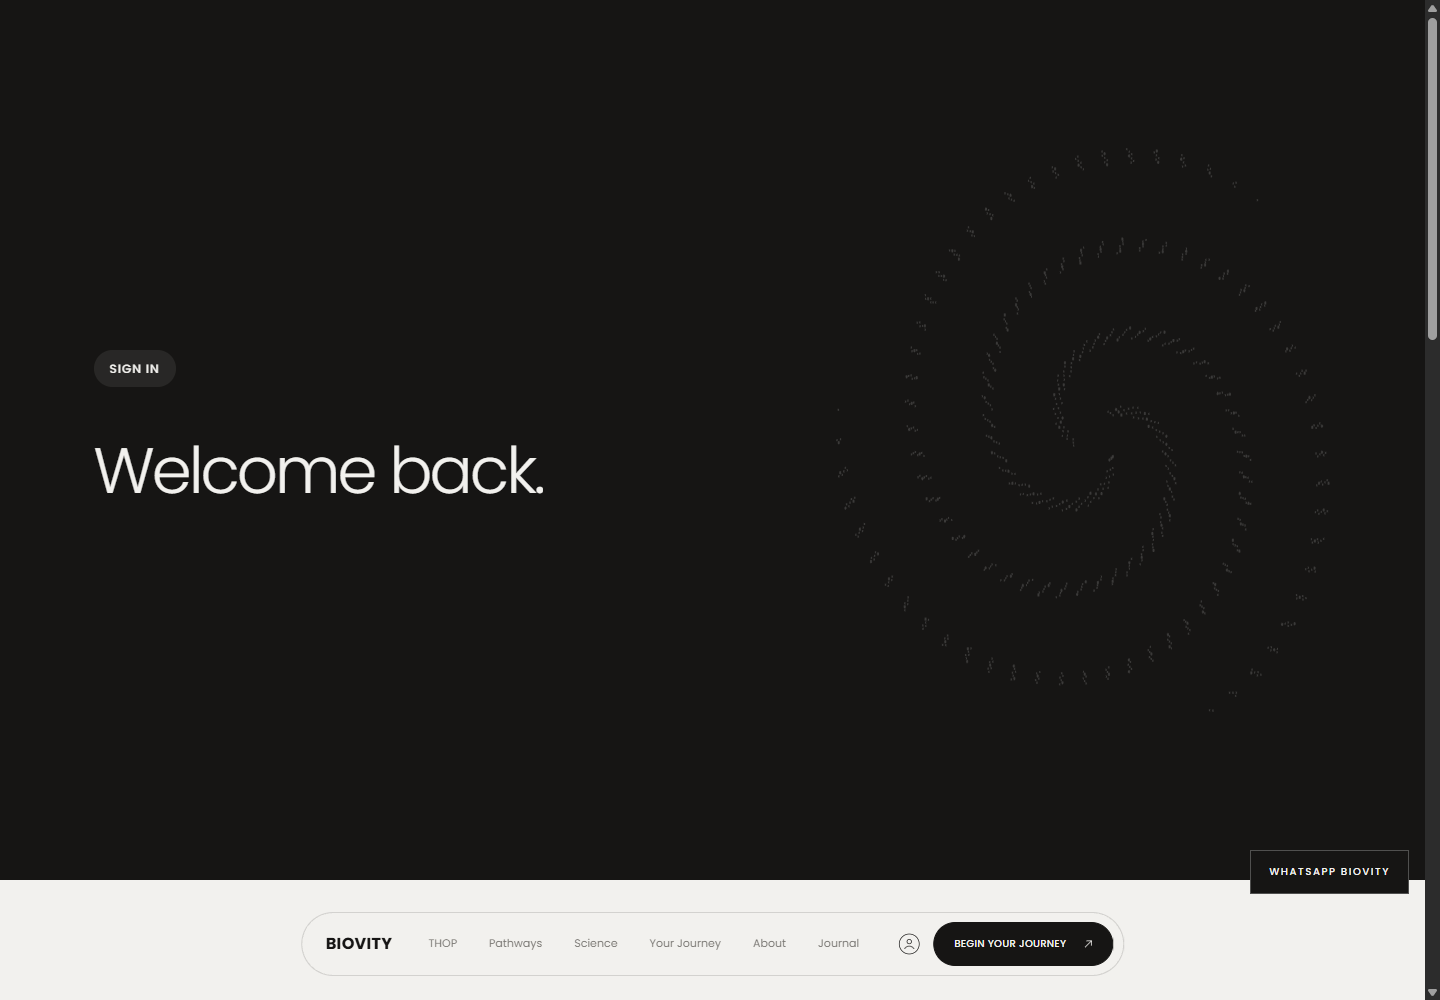 SIGN IN
Welcome back.
WHATSAPP BIOVITY
BIOVITY THOP Pathways Science Your Journey About Journal BEGIN YOUR JOURNEY